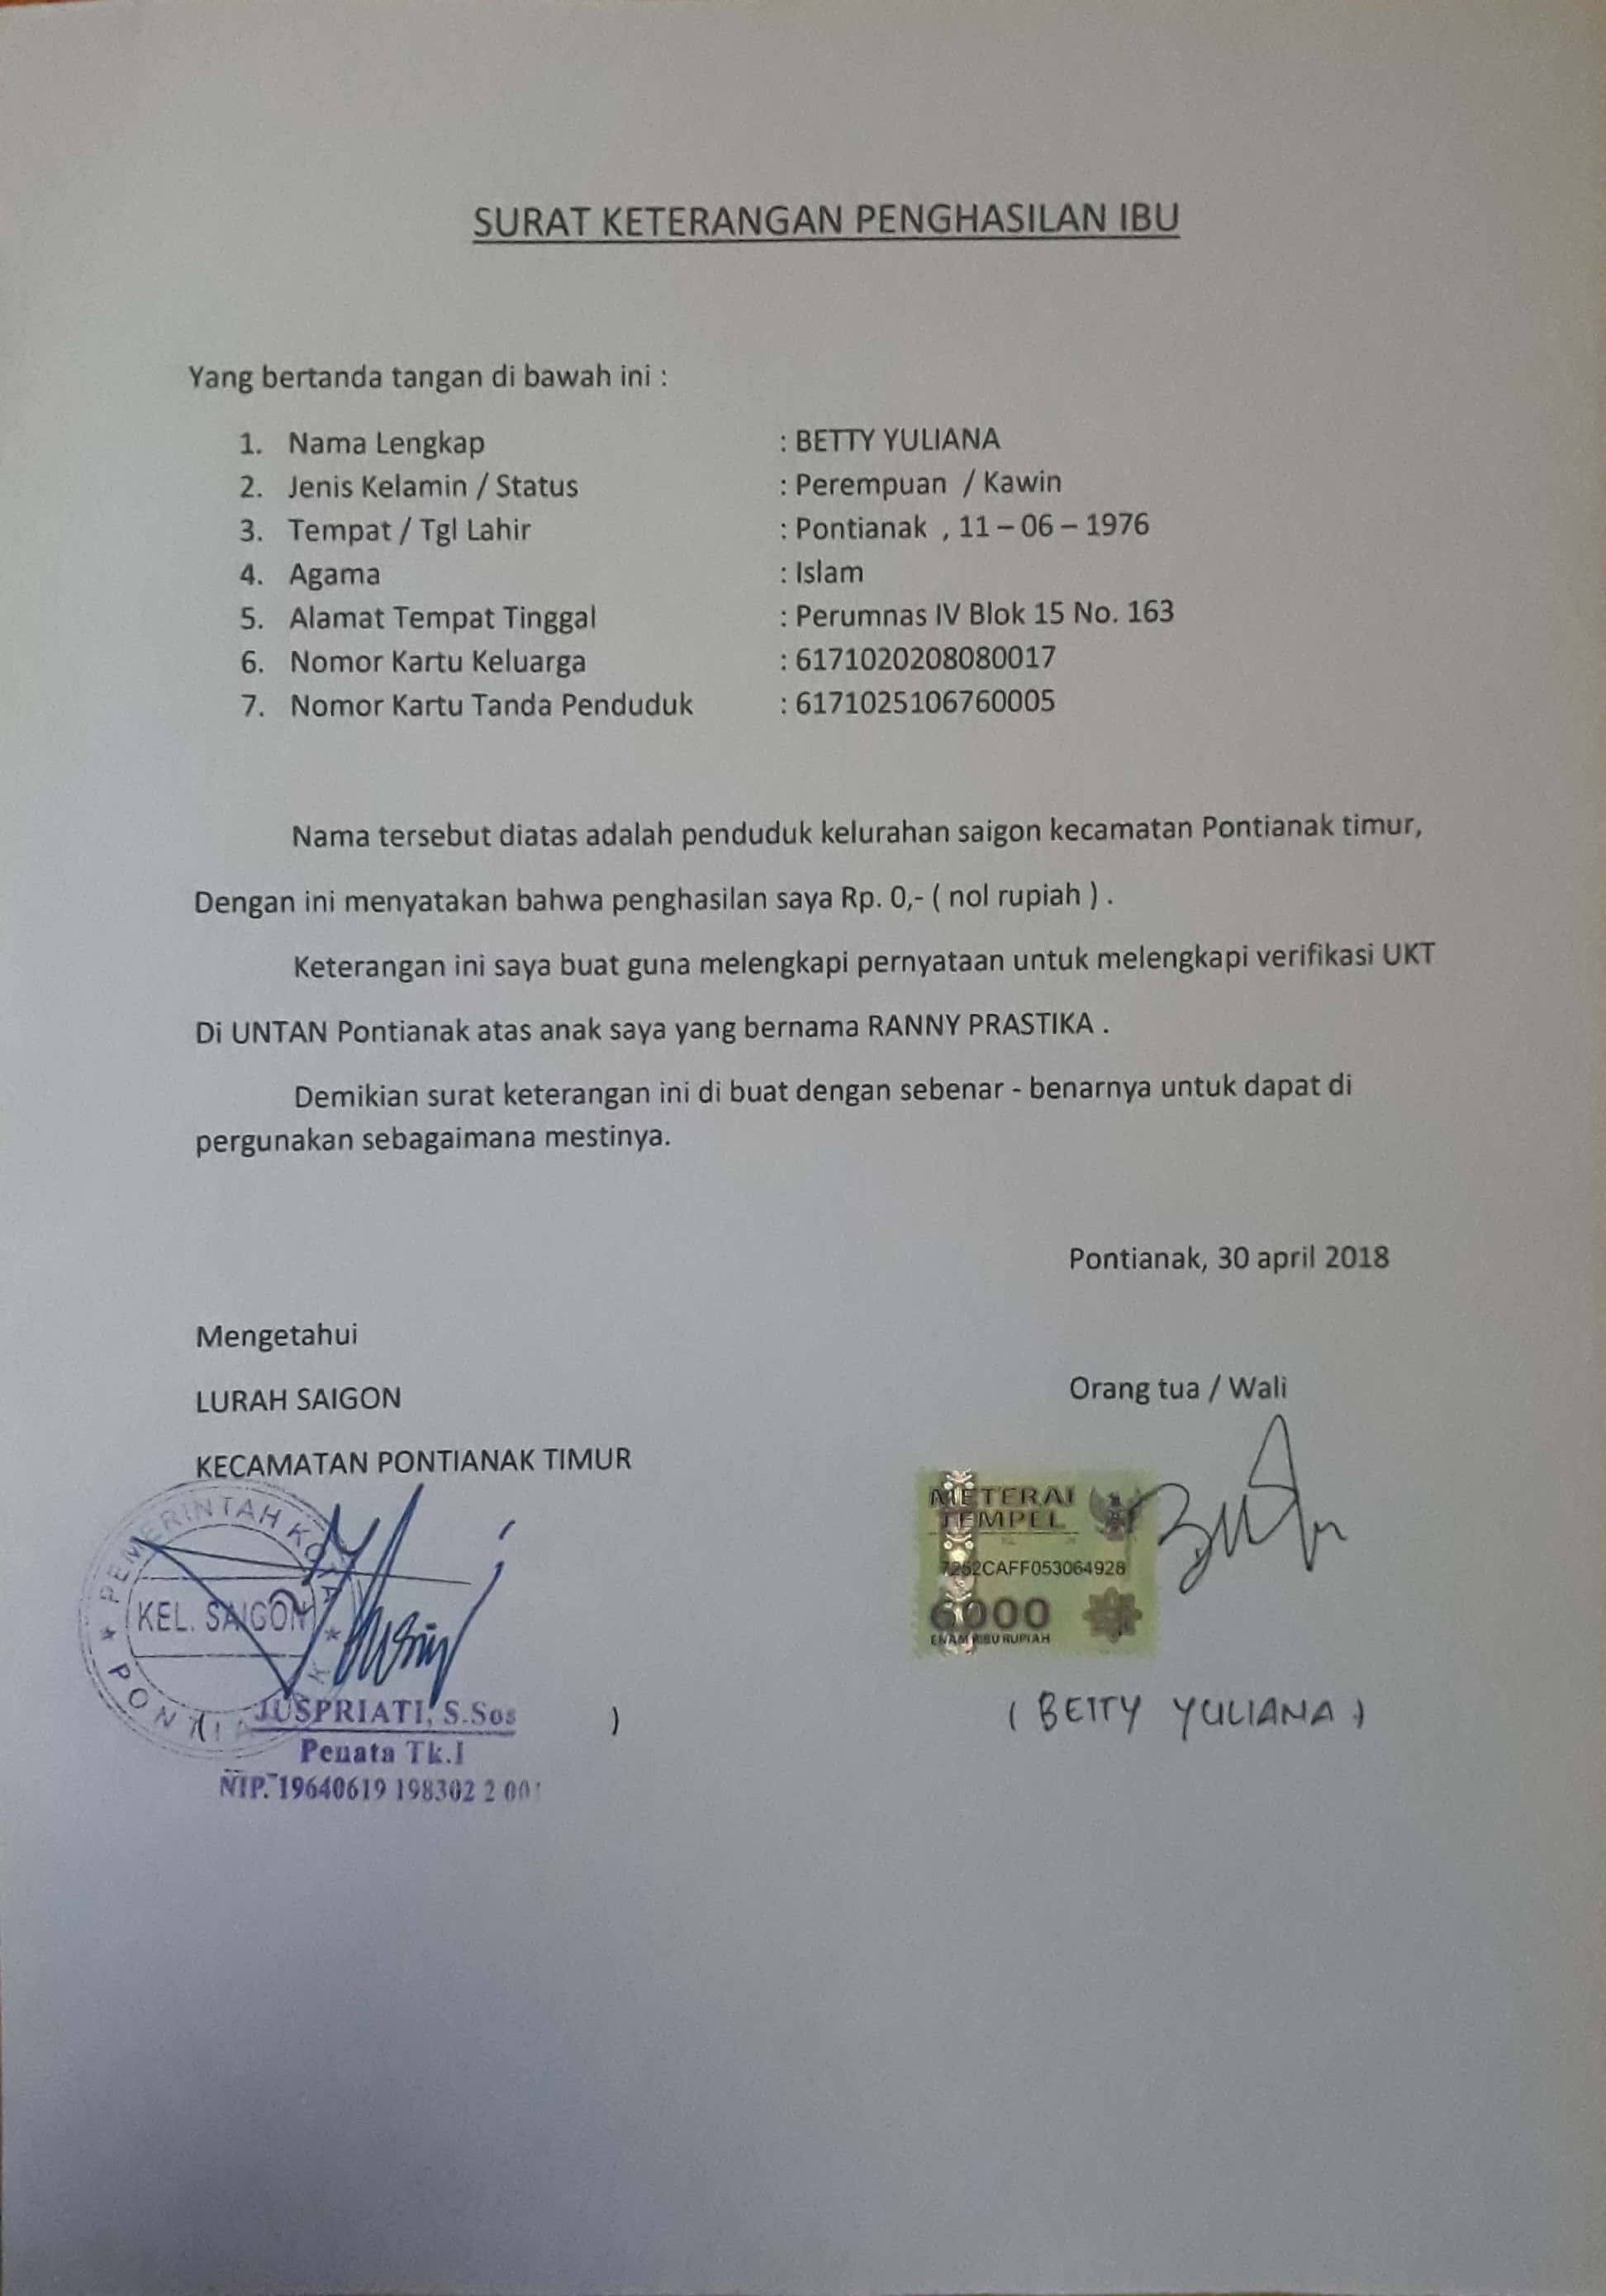 SURAT KETERANGAN PENGHASILAN IBU
Yang bertanda tangan di bawah ini :
1. Nama Lengkap : BETTY YULIANA
2. Jenis Kelamin / Status : Perempuan / Kawin
3. Tempat / Tgl Lahir : Pontianak , 11 – 06 – 1976
4. Agama : Islam
5. Alamat Tempat Tinggal : Perumnas IV Blok 15 No. 163
6. Nomor Kartu Keluarga : 6171020208080017
7. Nomor Kartu Tanda Penduduk : 6171025106760005
Nama tersebut diatas adalah penduduk kelurahan saigon kecamatan Pontianak timur,
Dengan ini menyatakan bahwa penghasilan saya Rp. 0,- ( nol rupiah ) .
Keterangan ini saya buat guna melengkapi pernyataan untuk melengkapi verifikasi UKT
Di UNTAN Pontianak atas anak saya yang bernama RANNY PRASTIKA .
Demikian surat keterangan ini di buat dengan sebenar - benarnya untuk dapat di
pergunakan sebagaimana mestinya.
Pontianak, 30 april 2018
Mengetahui
LURAH SAIGON
Orang tua / Wali
KECAMATAN PONTIANAK TIMUR
PEMERINTAH KOTA
KEL. SAIGON
PONTIANAK
METERAI
TEMPEL
7262CAFF053064928
6000
ENAM RIBU RUPIAH
JUSPRIATI, S.Sos )
Penata Tk.I
NIP. 19640619 198302 2 001
( BETTY YULIANA )